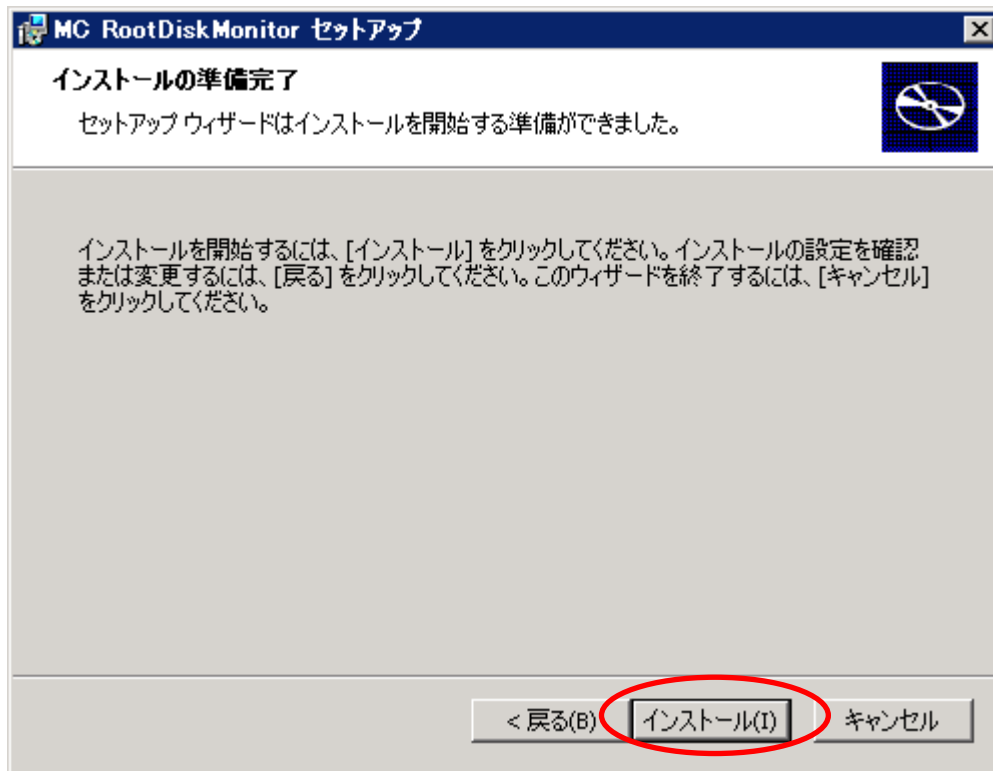 MC RootDiskMonitor セットアップ
インストールの準備完了
セットアップ ウィザードはインストールを開始する準備ができました。
インストールを開始するには、[インストール] をクリックしてください。インストールの設定を確認
または変更するには、[戻る] をクリックしてください。このウィザードを終了するには、[キャンセル]
をクリックしてください。
< 戻る(B) インストール(I) キャンセル